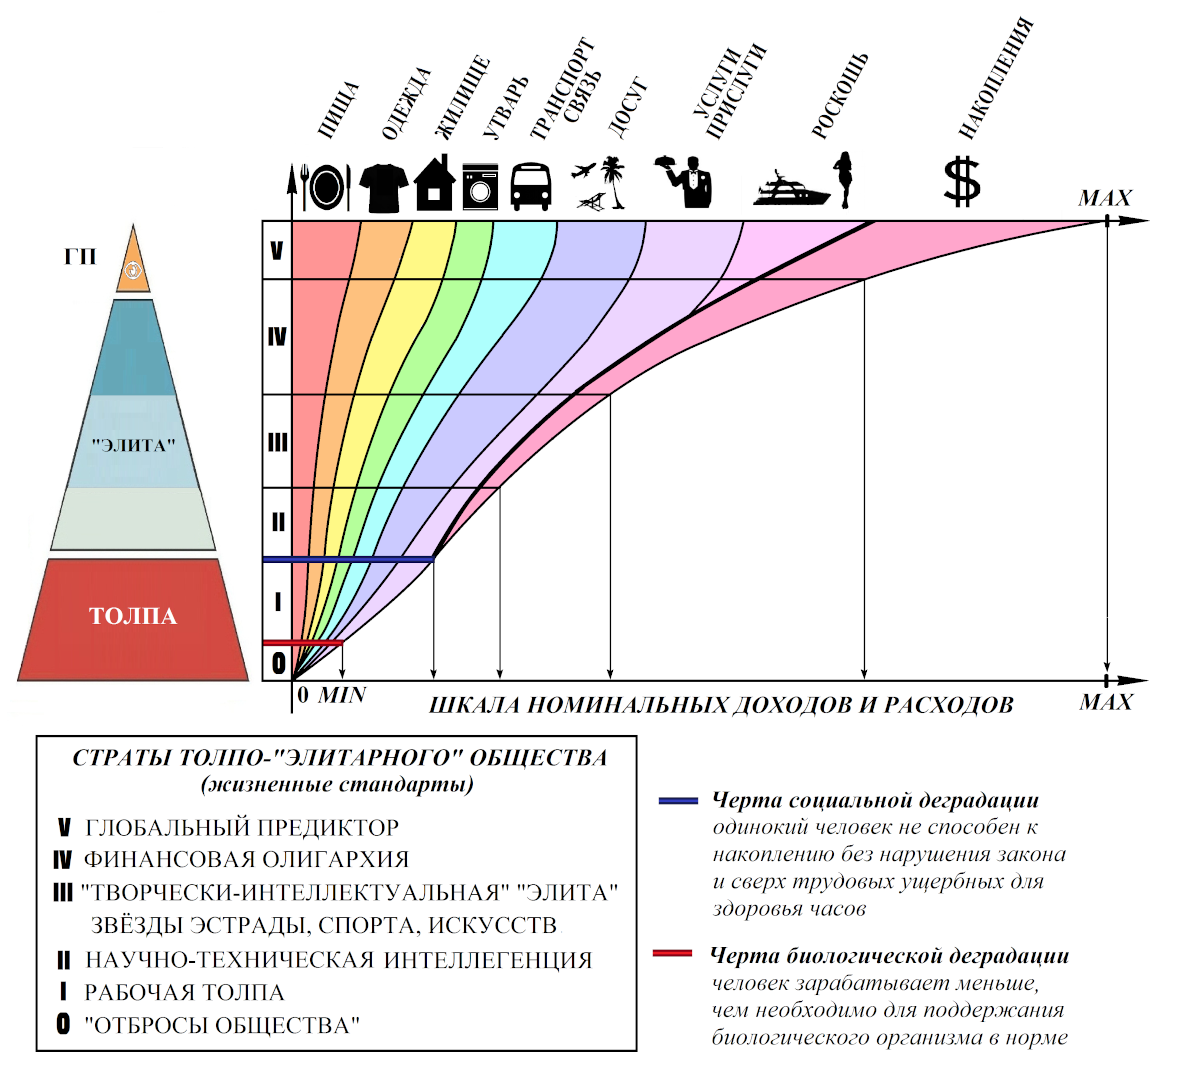 ПИЩА
ОДЕЖДА
ЖИЛИЩЕ
УТВАРЬ
ТРАНСПОРТ
СВЯЗЬ
ДОСУГ
УСЛУГИ
ПРИСЛУГИ
РОСКОШЬ
НАКОПЛЕНИЯ
$
MAX
ГП
V
IV
"ЭЛИТА"
III
II
ТОЛПА
I
0
0 MIN
ШКАЛА НОМИНАЛЬНЫХ ДОХОДОВ И РАСХОДОВ
MAX
СТРАТЫ ТОЛПО-"ЭЛИТАРНОГО" ОБЩЕСТВА
(жизненные стандарты)
V ГЛОБАЛЬНЫЙ ПРЕДИКТОР
IV ФИНАНСОВАЯ ОЛИГАРХИЯ
III "ТВОРЧЕСКИ-ИНТЕЛЛЕКТУАЛЬНАЯ" "ЭЛИТА"
ЗВЁЗДЫ ЭСТРАДЫ, СПОРТА, ИСКУССТВ
II НАУЧНО-ТЕХНИЧЕСКАЯ ИНТЕЛЛЕГЕНЦИЯ
I РАБОЧАЯ ТОЛПА
0 "ОТБРОСЫ ОБЩЕСТВА"
Черта социальной деградации
одинокий человек не способен к
накоплению без нарушения закона
и сверх трудовых ущербных для
здоровья часов
Черта биологической деградации
человек зарабатывает меньше,
чем необходимо для поддержания
биологического организма в норме